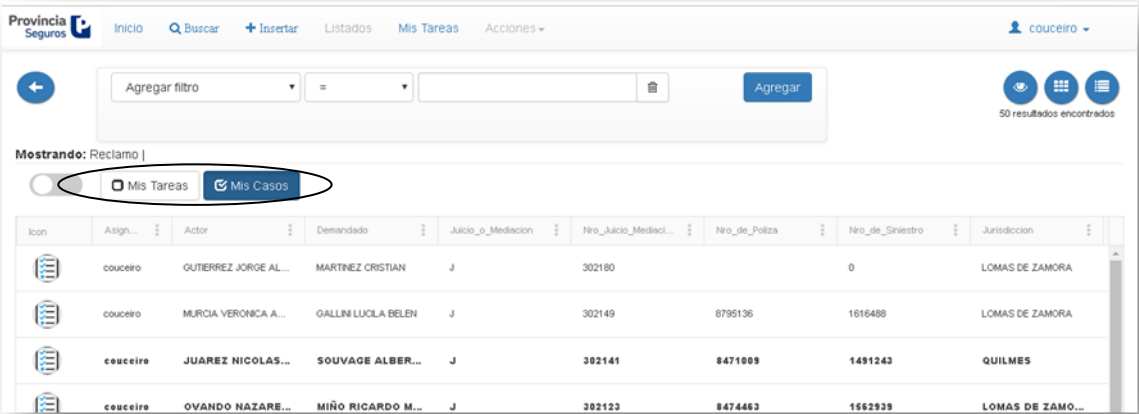 Provincia Seguros Inicio Buscar Insertar Listados Mis Tareas Acciones couceiro
Agregar filtro = Agregar
50 resultados encontrados
Mostrando: Reclamo |
Mis Tareas Mis Casos
Icon Asign... Actor Demandado Juicio_o_Mediacion Nro_Juicio_Mediaci... Nro_de_Poliza Nro_de_Siniestro Jurisdiccion
couceiro GUTIERREZ JORGE AL... MARTINEZ CRISTIAN J 302180 0 LOMAS DE ZAMORA
couceiro MURCIA VERONICA A... GALLINI LUCILA BELEN J 302149 8795136 1616488 LOMAS DE ZAMORA
couceiro JUAREZ NICOLAS... SOUVAGE ALBER... J 302141 8471009 1491243 QUILMES
couceiro OVANDO NAZARE... MIÑO RICARDO M... J 302123 8474463 1562939 LOMAS DE ZAMO...